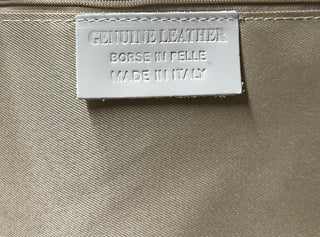 GENUINE LEATHER
BORSE IN PELLE
MADE IN ITALY